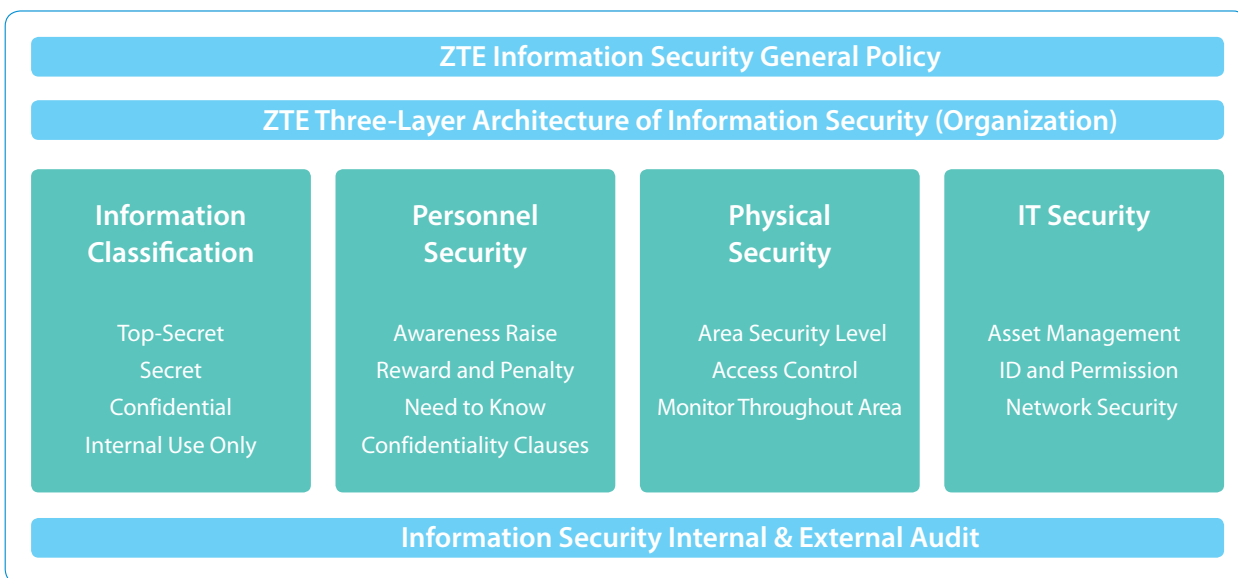 ZTE Information Security General Policy
ZTE Three-Layer Architecture of Information Security (Organization)
Information
Classification
Top-Secret
Secret
Confidential
Internal Use Only
Personnel
Security
Awareness Raise
Reward and Penalty
Need to Know
Confidentiality Clauses
Physical
Security
Area Security Level
Access Control
Monitor Throughout Area
IT Security
Asset Management
ID and Permission
Network Security
Information Security Internal & External Audit